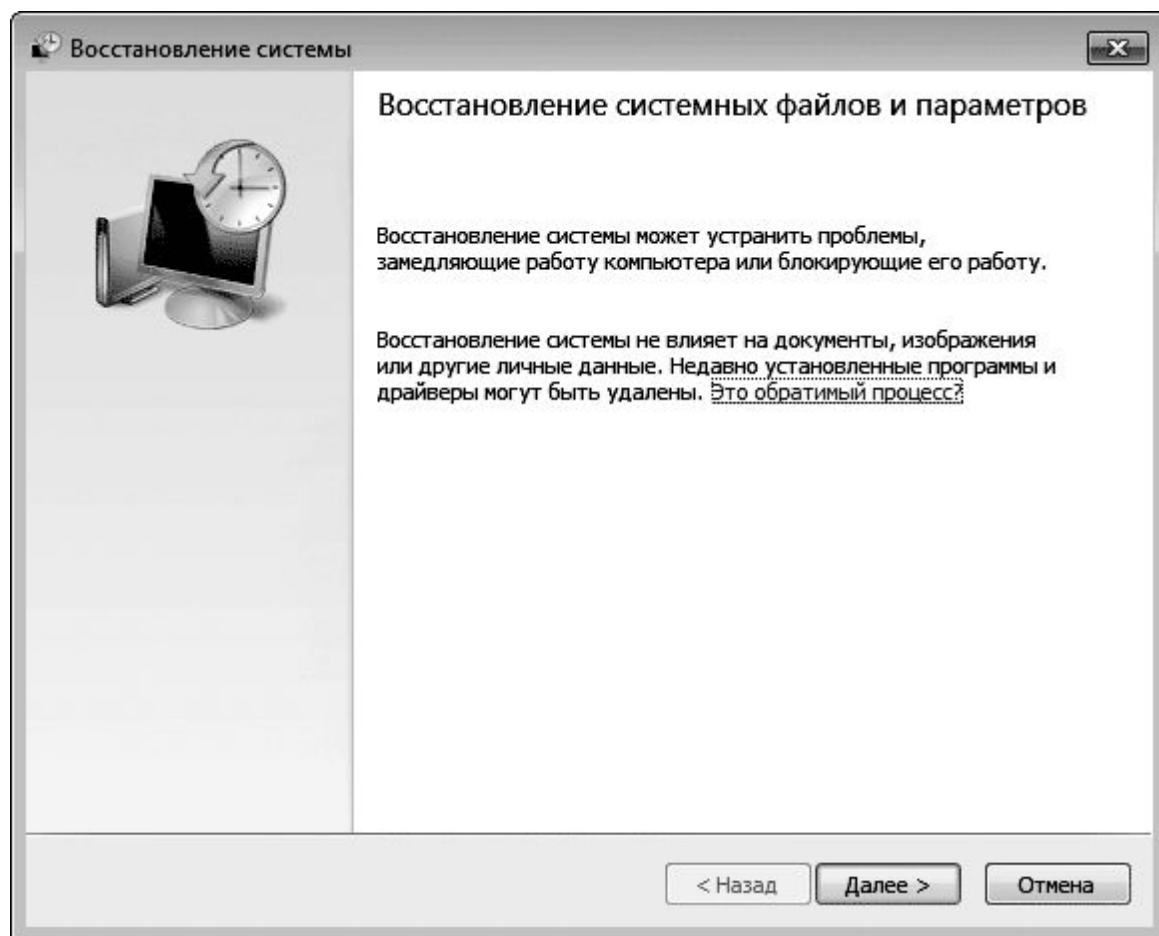 Восстановление системы
Восстановление системных файлов и параметров
Восстановление системы может устранить проблемы,
замедляющие работу компьютера или блокирующие его работу.
Восстановление системы не влияет на документы, изображения
или другие личные данные. Недавно установленные программы и
драйверы могут быть удалены. Это обратимый процесс?
< Назад
Далее >
Отмена